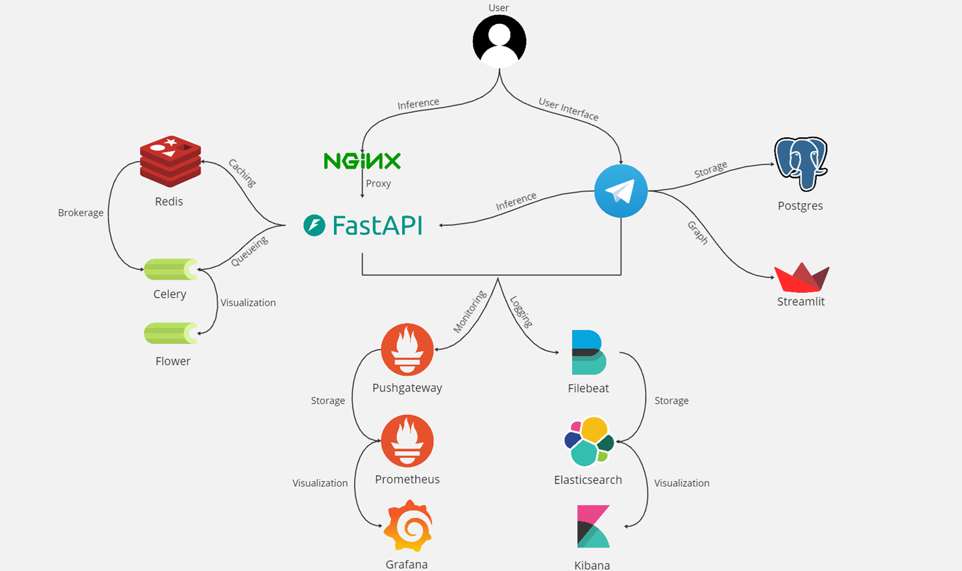 User
Inference
User Interface
NGiNX
Proxy
Redis
Caching
Storage
Postgres
Brokerage
FastAPI
Inference
Graph
Queueing
Celery
Visualization
Streamlit
Flower
Monitoring
Logging
Pushgateway
Filebeat
Storage
Storage
Prometheus
Elasticsearch
Visualization
Visualization
Grafana
Kibana